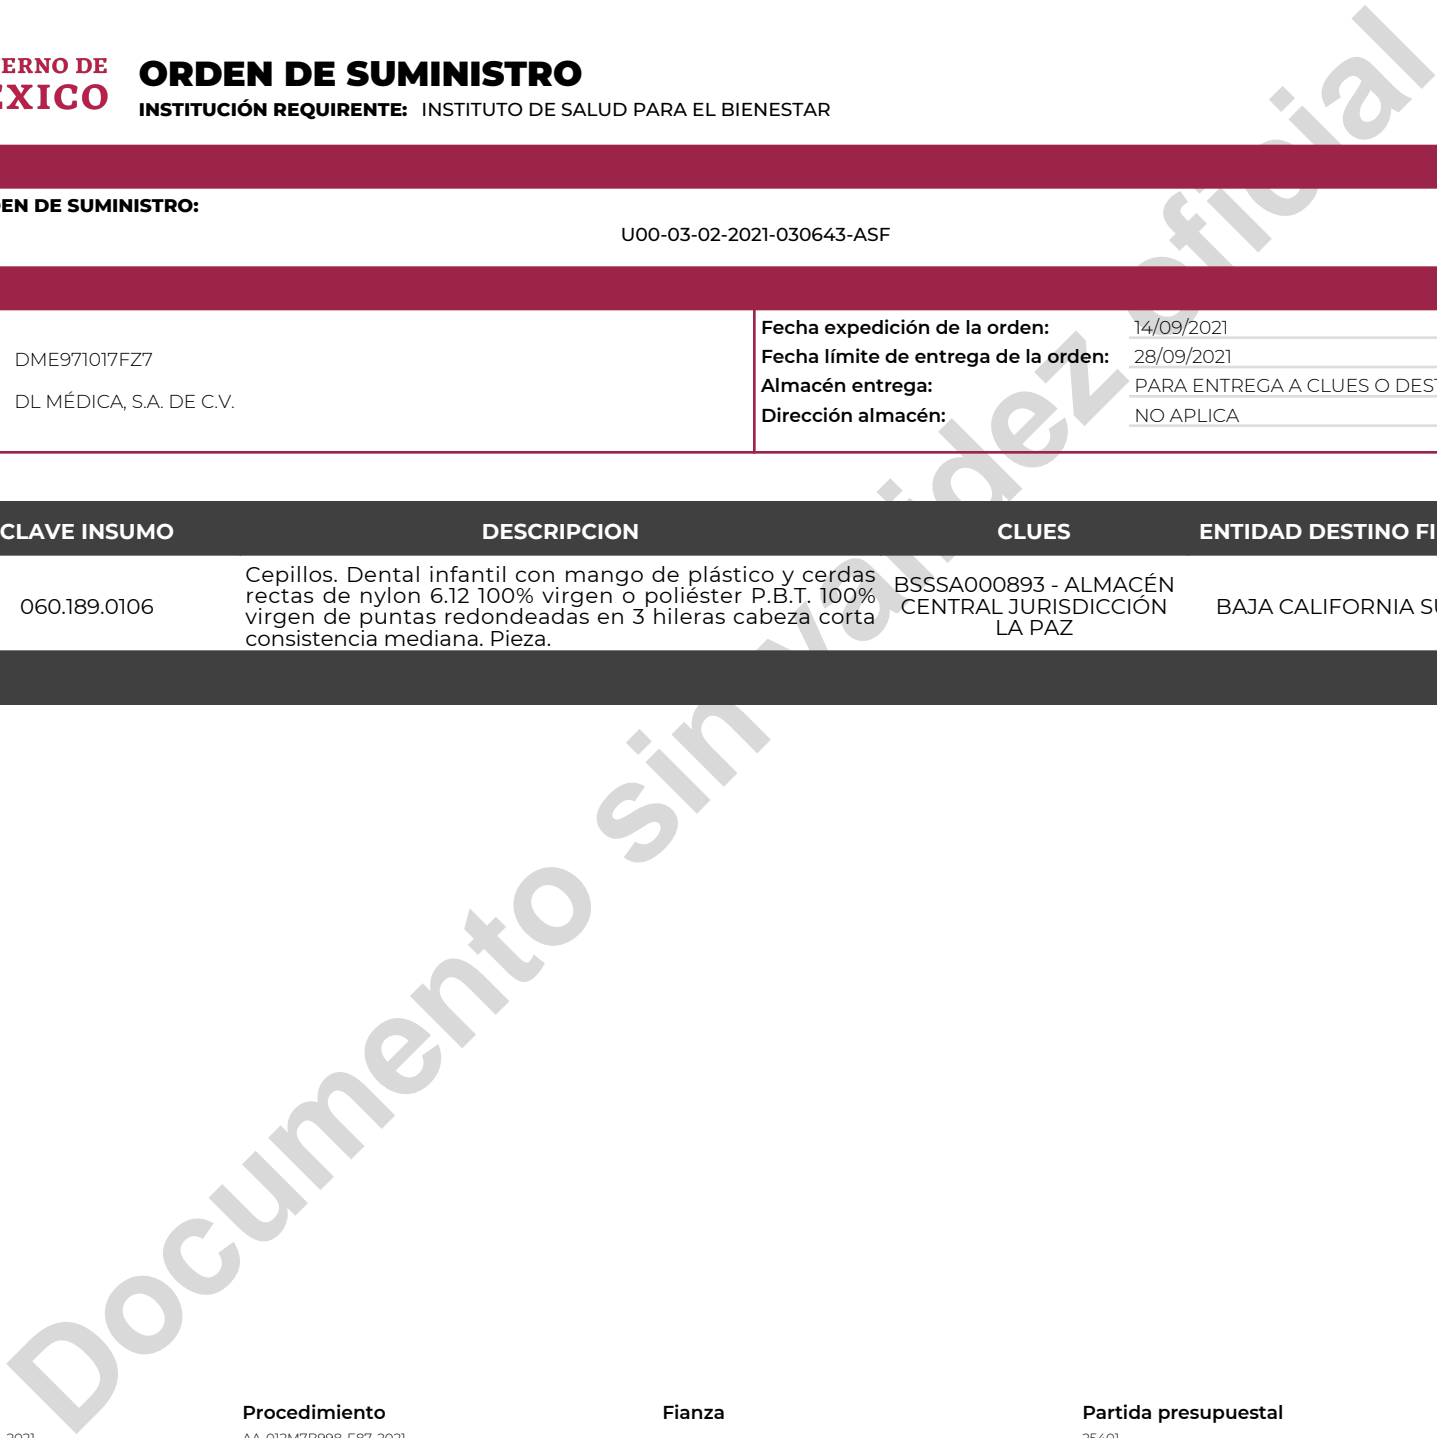 ERNO DE
ÉXICO
ORDEN DE SUMINISTRO
INSTITUCIÓN REQUIRENTE: INSTITUTO DE SALUD PARA EL BIENESTAR
EN DE SUMINISTRO:
U00-03-02-2021-030643-ASF
DME971017FZ7
DL MÉDICA, S.A. DE C.V.
Fecha expedición de la orden: 14/09/2021
Fecha límite de entrega de la orden: 28/09/2021
Almacén entrega: PARA ENTREGA A CLUES O DEST
Dirección almacén: NO APLICA
CLAVE INSUMO DESCRIPCION CLUES ENTIDAD DESTINO FI
060.189.0106
Cepillos. Dental infantil con mango de plástico y cerdas
rectas de nylon 6.12 100% virgen o poliéster P.B.T. 100%
virgen de puntas redondeadas en 3 hileras cabeza corta
consistencia mediana. Pieza.
BSSSA000893 - ALMACÉN
CENTRAL JURISDICCIÓN
LA PAZ
BAJA CALIFORNIA SU
Documento sin validez oficial
Procedimiento Fianza Partida presupuestal